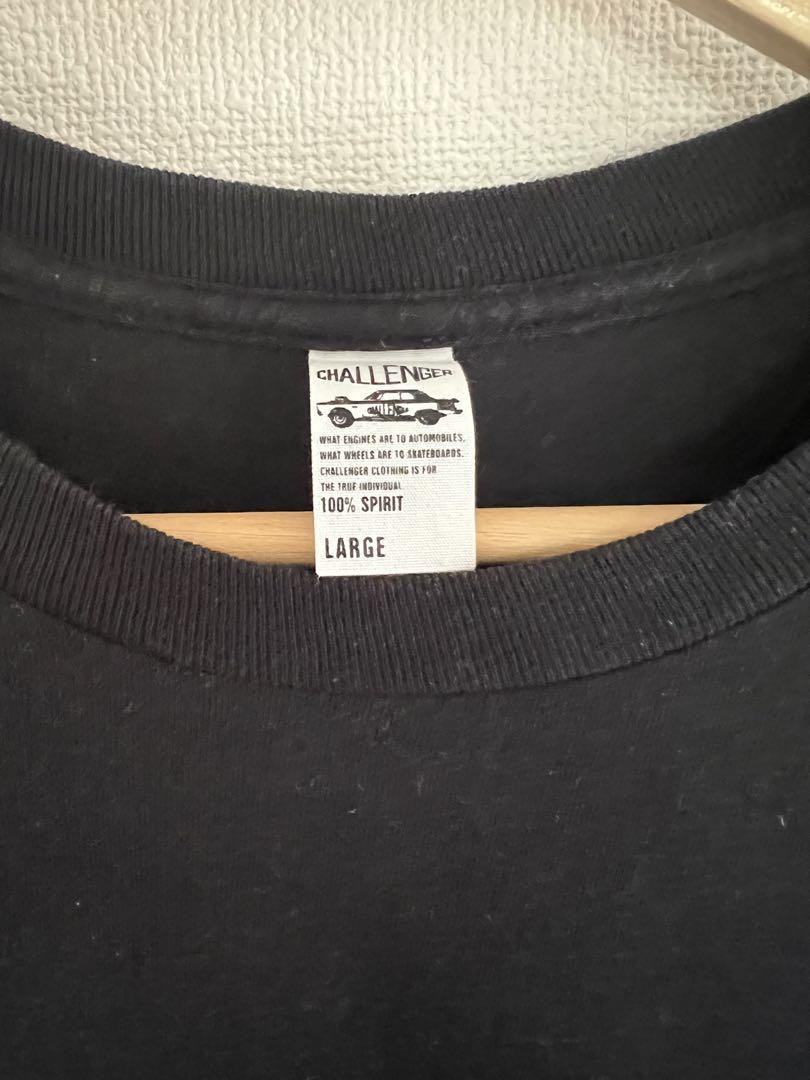 CHALLENGER
CHALLENGER
WHAT ENGINES ARE TO AUTOMOBILES,
WHAT WHEELS ARE TO SKATEBOARDS.
CHALLENGER CLOTHING IS FOR
THE TRUE INDIVIDUAL
100% SPIRIT
LARGE